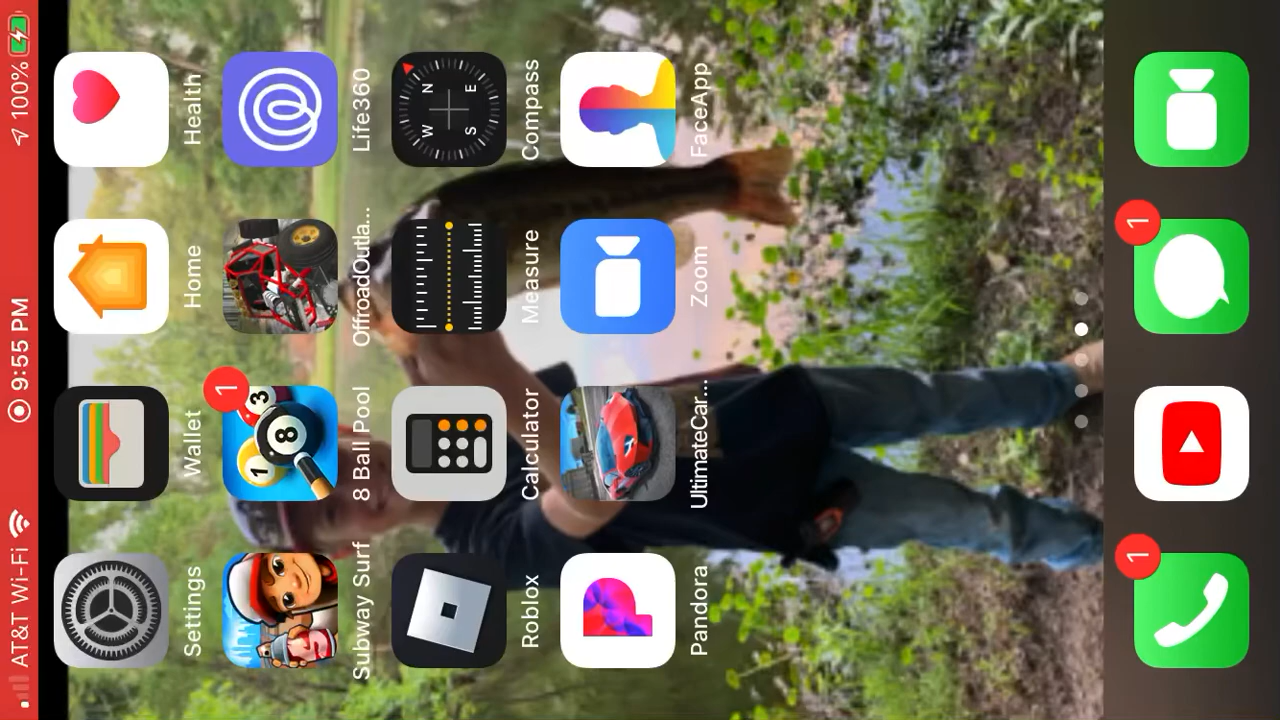 AT&T Wi-Fi 9:55 PM 100%
Settings Wallet Home Health
1
Subway Surf 8 Ball Pool OffroadOutla... Life360
N
W E
S
Roblox Calculator Measure Compass
Pandora UltimateCar... Zoom FaceApp
1 1